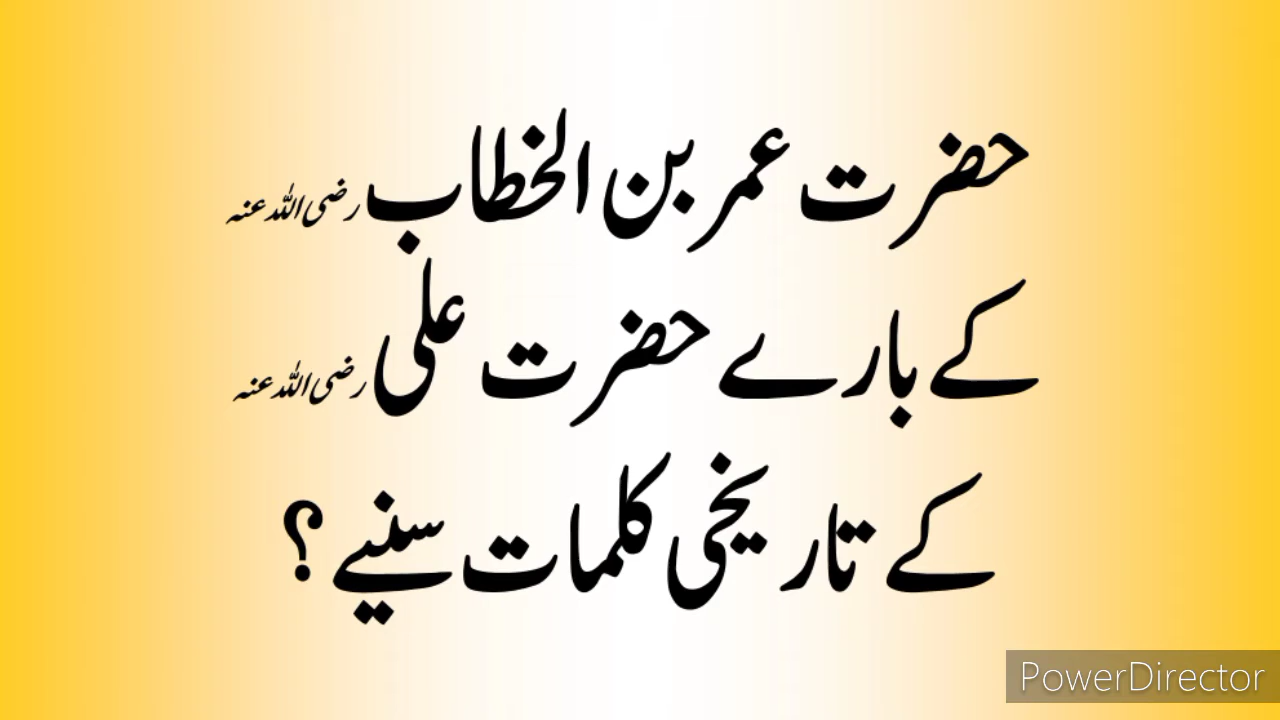 حضرت عمر بن الخطاب رضی اللہ عنہ
کے بارے حضرت علی رضی اللہ عنہ
کے تاریخی کلمات سنیے؟
PowerDirector